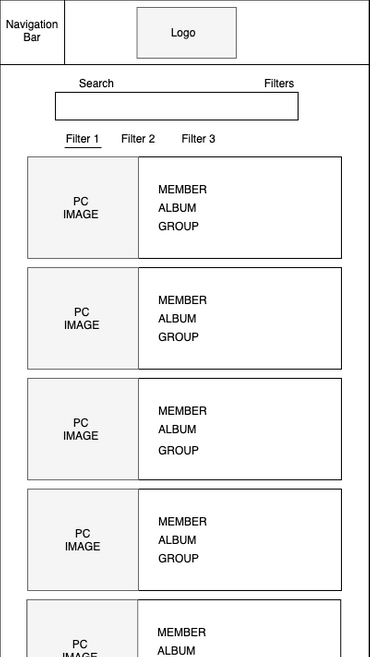 Navigation
Bar
Logo
Search
Filters
Filter 1
Filter 2
Filter 3
PC
IMAGE
MEMBER
ALBUM
GROUP
PC
IMAGE
MEMBER
ALBUM
GROUP
PC
IMAGE
MEMBER
ALBUM
GROUP
PC
IMAGE
MEMBER
ALBUM
GROUP
PC
IMAGE
MEMBER
ALBUM